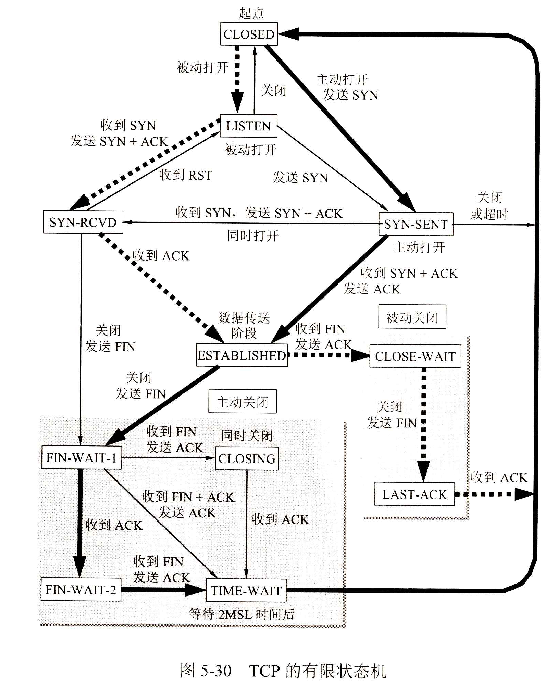 起点
CLOSED
被动打开
关闭
主动打开
发送 SYN
收到 SYN
发送 SYN + ACK
LISTEN
被动打开
收到 RST
发送 SYN
关闭
或超时
SYN-RCVD
收到 SYN，发送 SYN + ACK
同时打开
SYN-SENT
主动打开
收到 ACK
收到 SYN + ACK
发送 ACK
关闭
发送 FIN
数据传送
阶段
ESTABLISHED
收到 FIN
发送 ACK
被动关闭
CLOSE-WAIT
关闭
发送 FIN
主动关闭
关闭
发送 FIN
FIN-WAIT-1
收到 FIN
发送 ACK
同时关闭
CLOSING
LAST-ACK
收到 ACK
收到 ACK
收到 FIN + ACK
发送 ACK
收到 ACK
FIN-WAIT-2
收到 FIN
发送 ACK
TIME-WAIT
等待 2MSL 时间后
图 5-30 TCP 的有限状态机